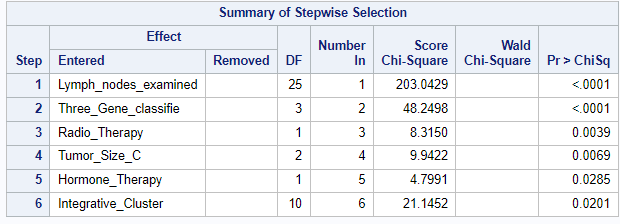 Summary of Stepwise Selection
Effect
Step Entered Removed DF Number In Score Chi-Square Wald Chi-Square Pr > ChiSq
1 Lymph_nodes_examined 25 1 203.0429 <.0001
2 Three_Gene_classifie 3 2 48.2498 <.0001
3 Radio_Therapy 1 3 8.3150 0.0039
4 Tumor_Size_C 2 4 9.9422 0.0069
5 Hormone_Therapy 1 5 4.7991 0.0285
6 Integrative_Cluster 10 6 21.1452 0.0201